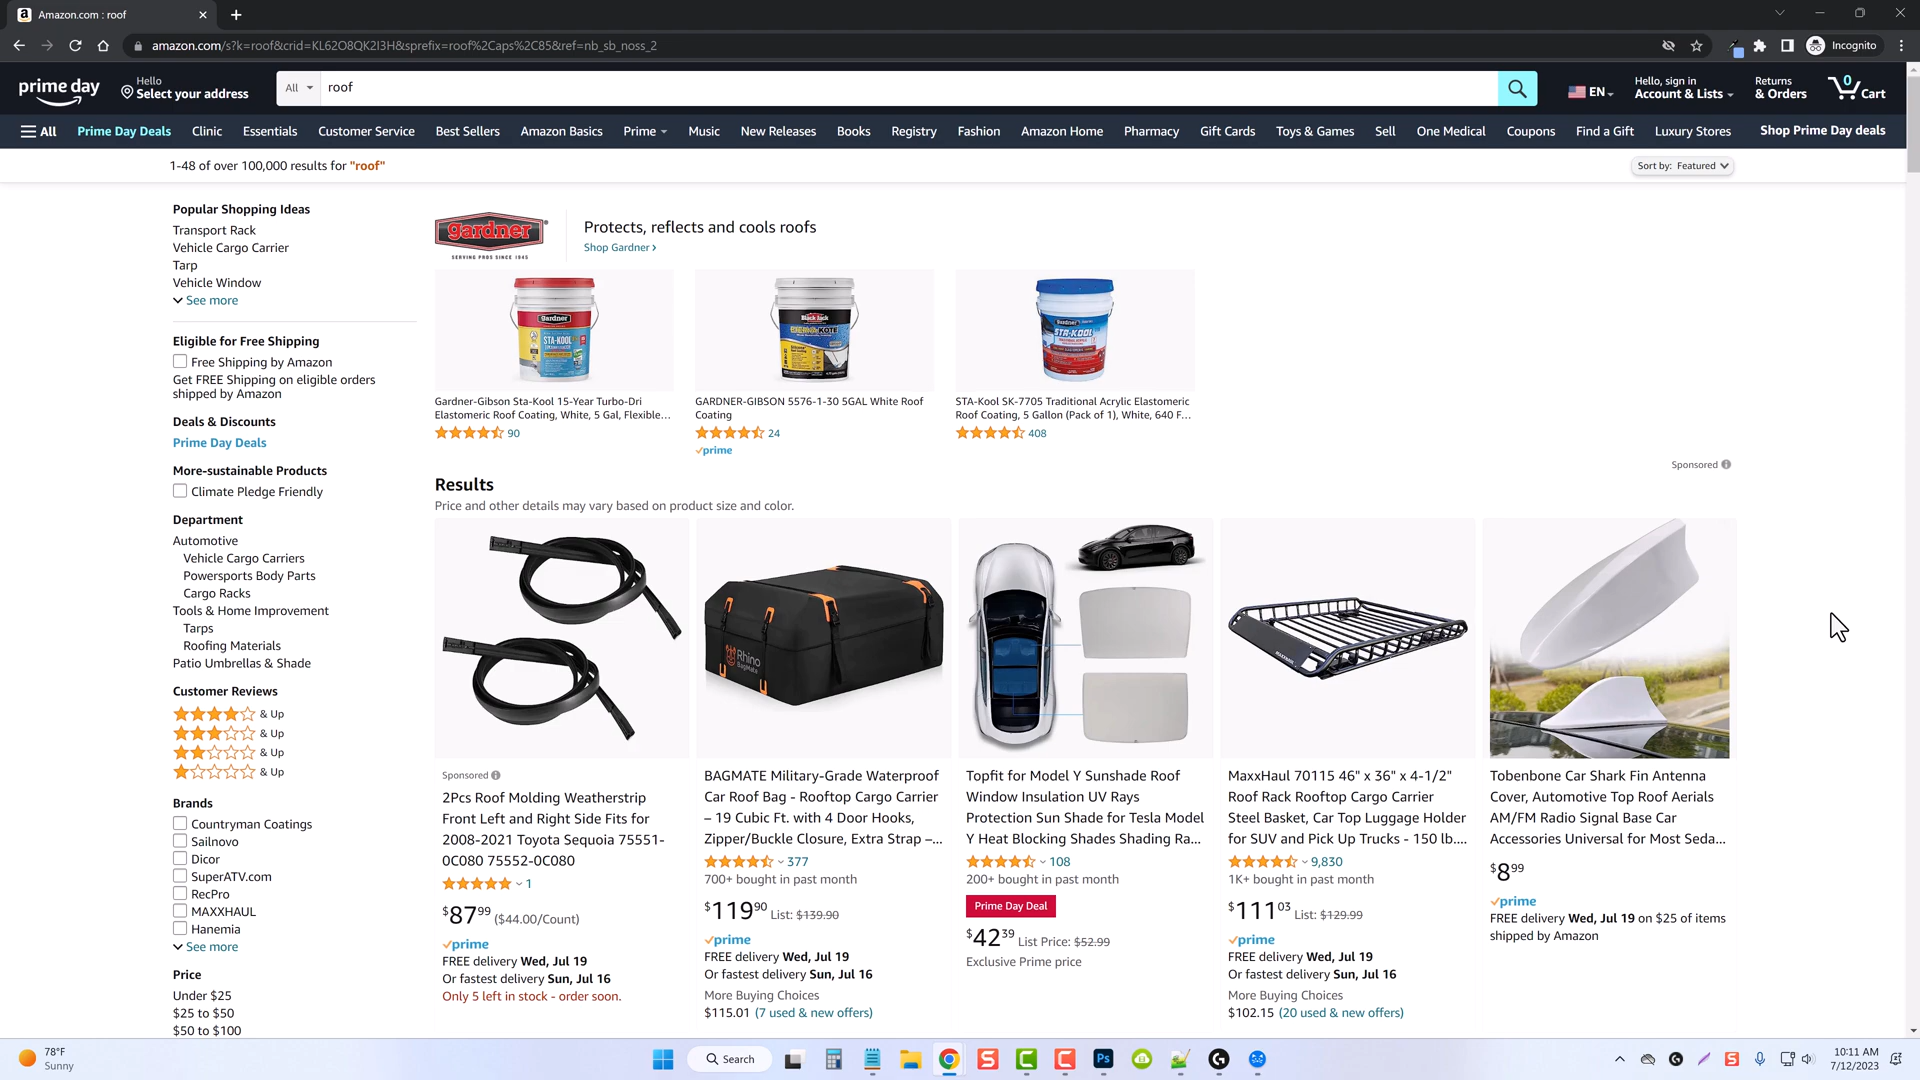 Amazon.com : roof
amazon.com/s?k=roof&crid=KL62O8QK2I3H&sprefix=roof%2Caps%2C85&ref=nb_sb_noss_2
Incognito
prime day
Hello
Select your address
All
roof
EN
Hello, sign in
Account & Lists
Returns
& Orders
0
Cart
All
Prime Day Deals
Clinic
Essentials
Customer Service
Best Sellers
Amazon Basics
Prime
Music
New Releases
Books
Registry
Fashion
Amazon Home
Pharmacy
Gift Cards
Toys & Games
Sell
One Medical
Coupons
Find a Gift
Luxury Stores
Shop Prime Day deals
1-48 of over 100,000 results for "roof"
Sort by: Featured
Popular Shopping Ideas
Transport Rack
Vehicle Cargo Carrier
Tarp
Vehicle Window
See more
Eligible for Free Shipping
Free Shipping by Amazon
Get FREE Shipping on eligible orders
shipped by Amazon
Deals & Discounts
Prime Day Deals
More-sustainable Products
Climate Pledge Friendly
Department
Automotive
Vehicle Cargo Carriers
Powersports Body Parts
Cargo Racks
Tools & Home Improvement
Tarps
Roofing Materials
Patio Umbrellas & Shade
Customer Reviews
& Up
& Up
& Up
& Up
Brands
Countryman Coatings
Sailnovo
Dicor
SuperATV.com
RecPro
MAXXHAUL
Hanemia
See more
Price
Under $25
$25 to $50
$50 to $100
gardner
SERVING PROS SINCE 1945
Protects, reflects and cools roofs
Shop Gardner ›
gardner
STA-KOOL
Gardner-Gibson Sta-Kool 15-Year Turbo-Dri
Elastomeric Roof Coating, White, 5 Gal, Flexible...
90
Black Jack
GARDNER-GIBSON 5576-1-30 5GAL White Roof
Coating
24
prime
gardner
STA-KOOL
STA-Kool SK-7705 Traditional Acrylic Elastomeric
Roof Coating, 5 Gallon (Pack of 1), White, 640 F...
408
Sponsored
Results
Price and other details may vary based on product size and color.
Sponsored
2Pcs Roof Molding Weatherstrip
Front Left and Right Side Fits for
2008-2021 Toyota Sequoia 75551-
0C080 75552-0C080
1
$87 99 ($44.00/Count)
prime
FREE delivery Wed, Jul 19
Or fastest delivery Sun, Jul 16
Only 5 left in stock - order soon.
Rhino
BagMate
BAGMATE Military-Grade Waterproof
Car Roof Bag - Rooftop Cargo Carrier
– 19 Cubic Ft. with 4 Door Hooks,
Zipper/Buckle Closure, Extra Strap –...
377
700+ bought in past month
$119 90 List: $139.90
prime
FREE delivery Wed, Jul 19
Or fastest delivery Sun, Jul 16
More Buying Choices
$115.01 (7 used & new offers)
Topfit for Model Y Sunshade Roof
Window Insulation UV Rays
Protection Sun Shade for Tesla Model
Y Heat Blocking Shades Shading Ra...
108
200+ bought in past month
Prime Day Deal
$42 39 List Price: $52.99
Exclusive Prime price
MaxxHaul 70115 46" x 36" x 4-1/2"
Roof Rack Rooftop Cargo Carrier
Steel Basket, Car Top Luggage Holder
for SUV and Pick Up Trucks - 150 lb....
9,830
1K+ bought in past month
$111 03 List: $129.99
prime
FREE delivery Wed, Jul 19
Or fastest delivery Sun, Jul 16
More Buying Choices
$102.15 (20 used & new offers)
Tobenbone Car Shark Fin Antenna
Cover, Automotive Top Roof Aerials
AM/FM Radio Signal Base Car
Accessories Universal for Most Seda...
$8 99
prime
FREE delivery Wed, Jul 19 on $25 of items
shipped by Amazon
78°F
Sunny
Search
Ps
10:11 AM
7/12/2023